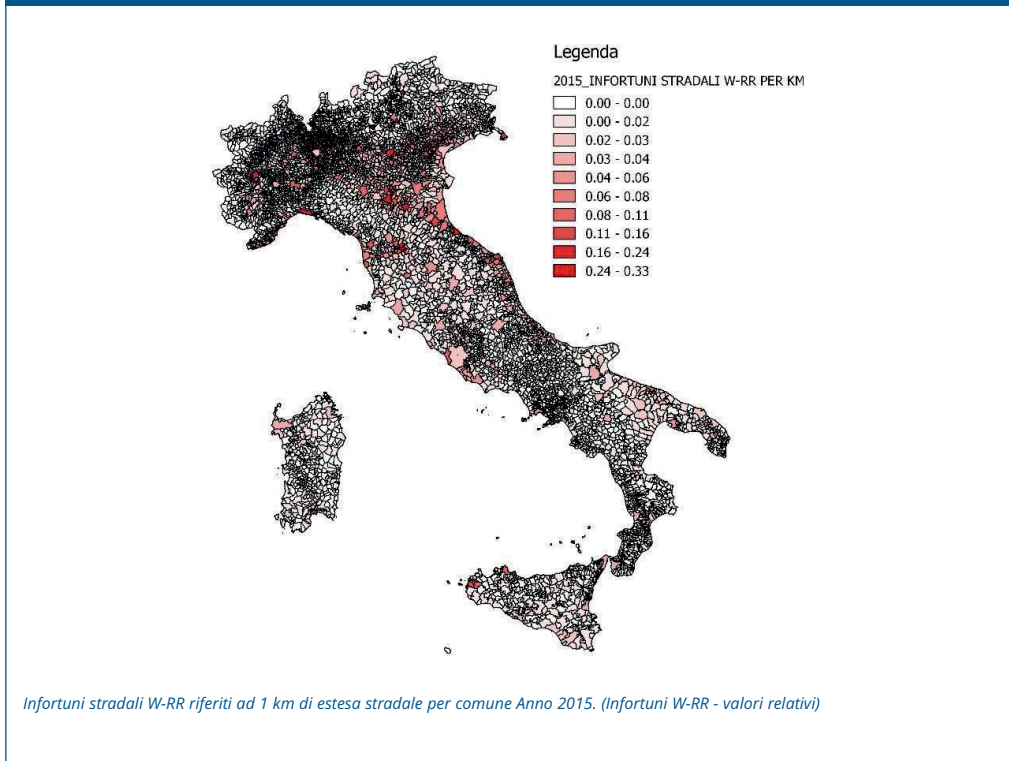 Legenda
2015_INFORTUNI STRADALI W-RR PER KM
0.00 - 0.00
0.00 - 0.02
0.02 - 0.03
0.03 - 0.04
0.04 - 0.06
0.06 - 0.08
0.08 - 0.11
0.11 - 0.16
0.16 - 0.24
0.24 - 0.33
Infortuni stradali W-RR riferiti ad 1 km di estesa stradale per comune Anno 2015. (Infortuni W-RR - valori relativi)